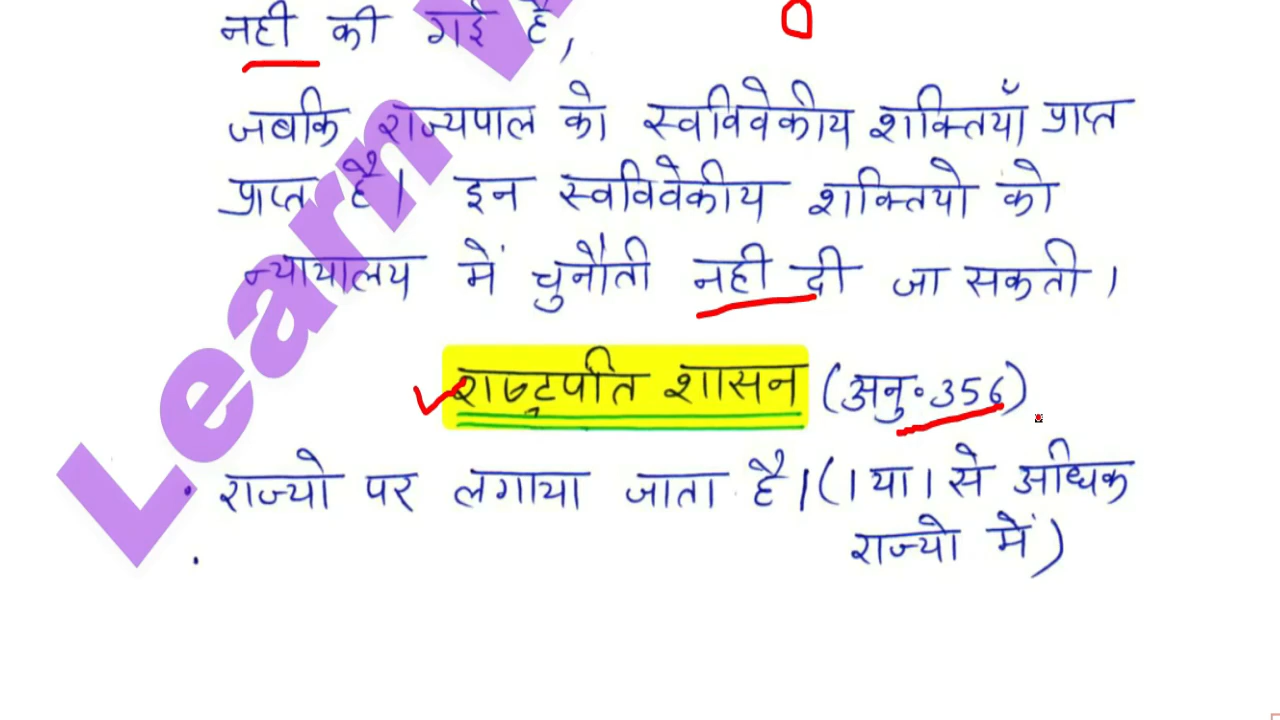 नही की गई है,
जबकि राज्यपाल को स्वविवेकीय शक्तियाँ प्राप्त
प्राप्त है। इन स्वविवेकीय शक्तियो को
न्यायालय में चुनौती नही दी जा सकती।
राष्ट्रपति शासन (अनु॰ 356)
राज्यो पर लगाया जाता है। (1 या 1 से अधिक
राज्यो में)
Learn